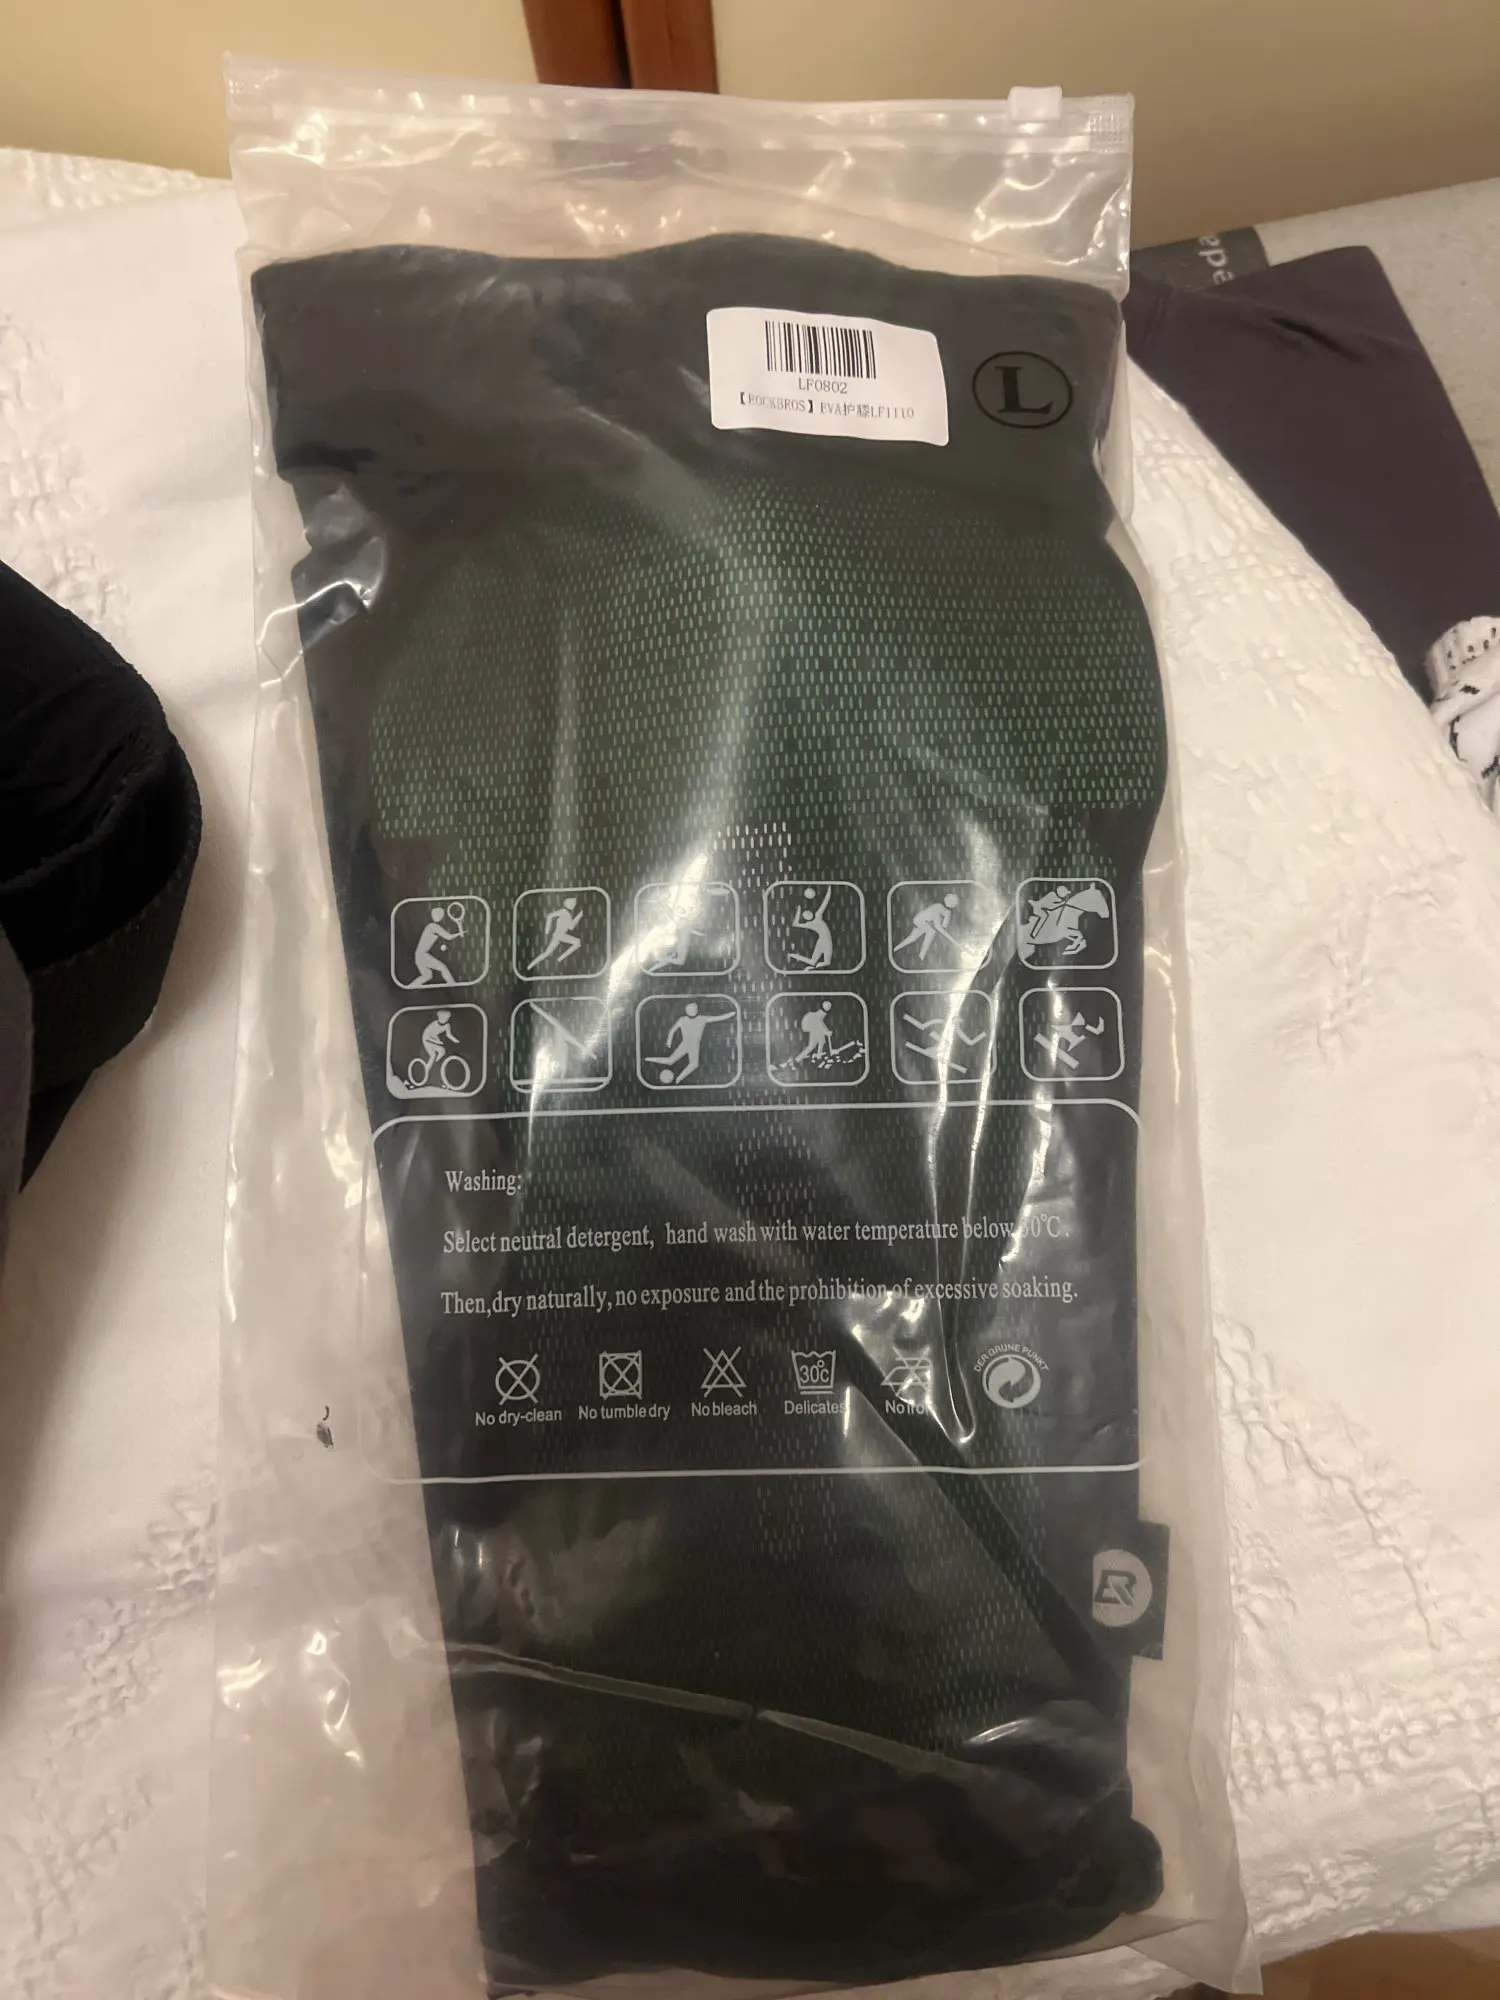 LF0802
【ROCKBROS】EVA护膝LF1110
L
Washing:
Select neutral detergent, hand wash with water temperature below 30℃.
Then,dry naturally,no exposure and the prohibition of excessive soaking.
30℃
No dry-clean
No tumble dry
No bleach
Delicates
No iron
DER GRÜNE PUNKT